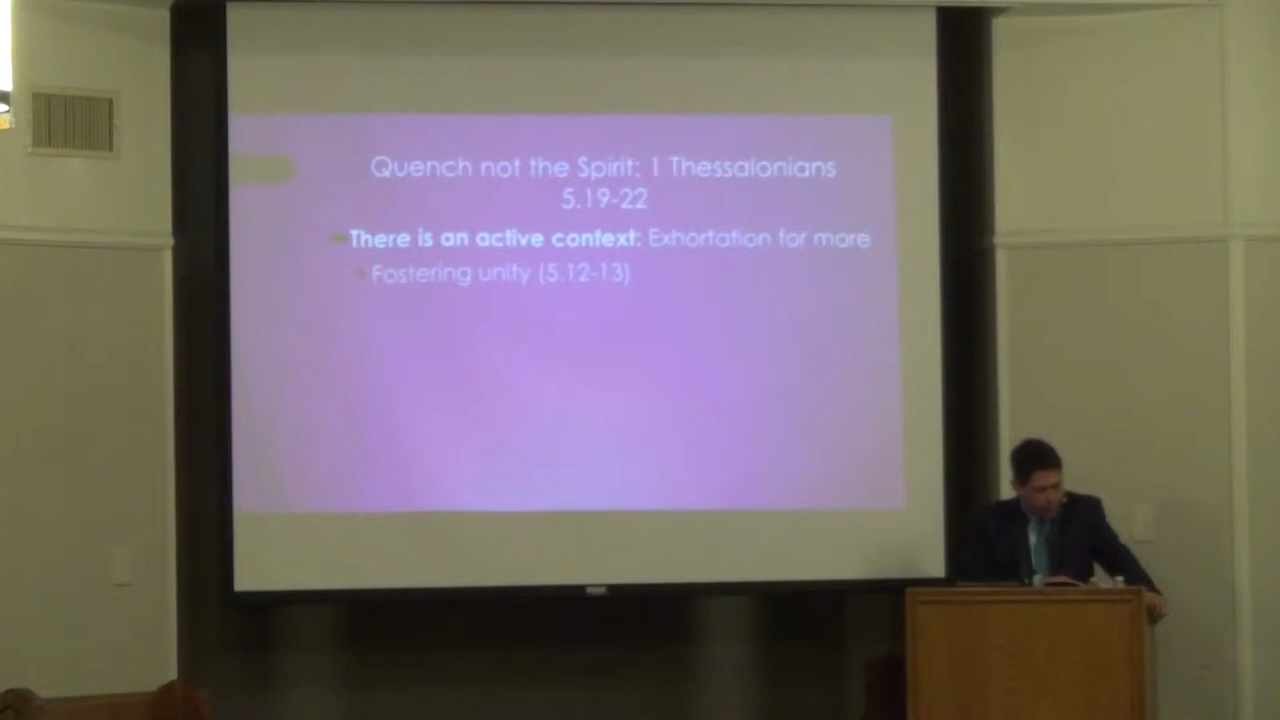 Quench not the Spirit: 1 Thessalonians
5.19-22
There is an active context: Exhortation for more
Fostering unity (5.12-13)